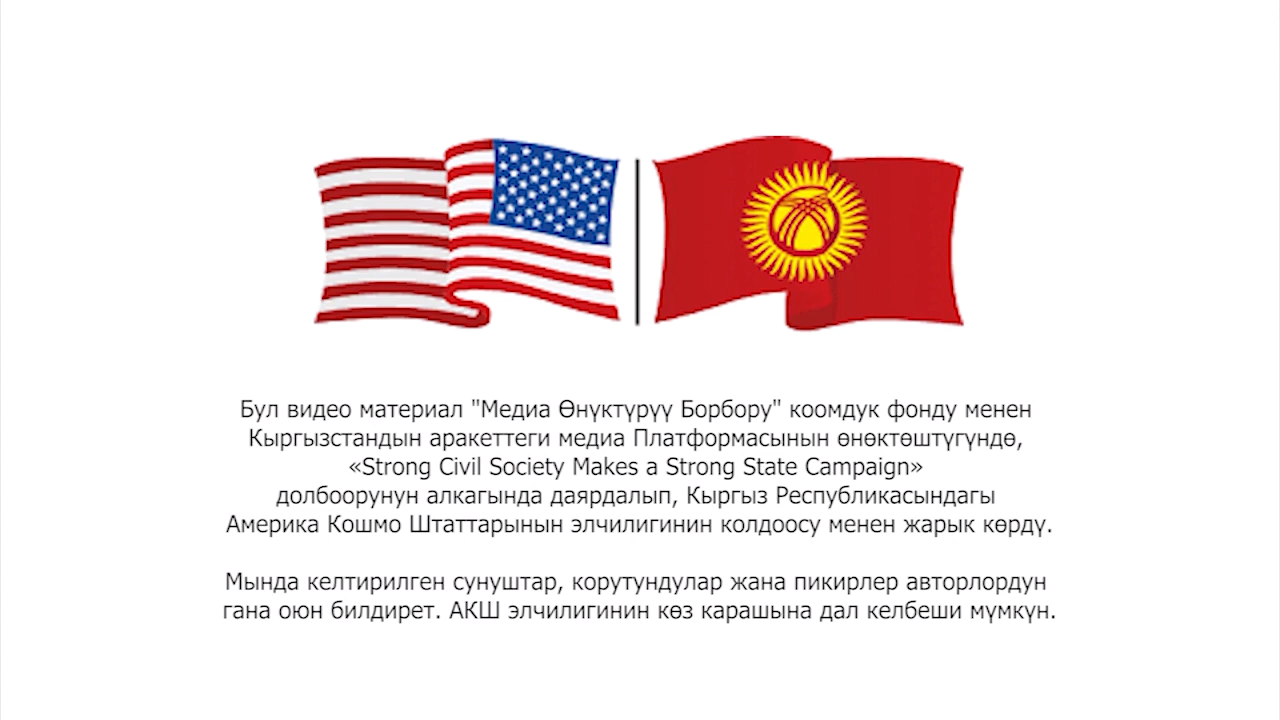 Бул видео материал "Медиа Өнүктүрүү Борбору" коомдук фонду менен
Кыргызстандын аракеттеги медиа Платформасынын өнөктөштүгүндө,
«Strong Civil Society Makes a Strong State Campaign»
долбоорунун алкагында даярдалып, Кыргыз Республикасындагы
Америка Кошмо Штаттарынын элчилигинин колдоосу менен жарык көрдү.
Мында келтирилген сунуштар, корутундулар жана пикирлер авторлордун
гана оюн билдирет. АКШ элчилигинин көз карашына дал келбеши мүмкүн.